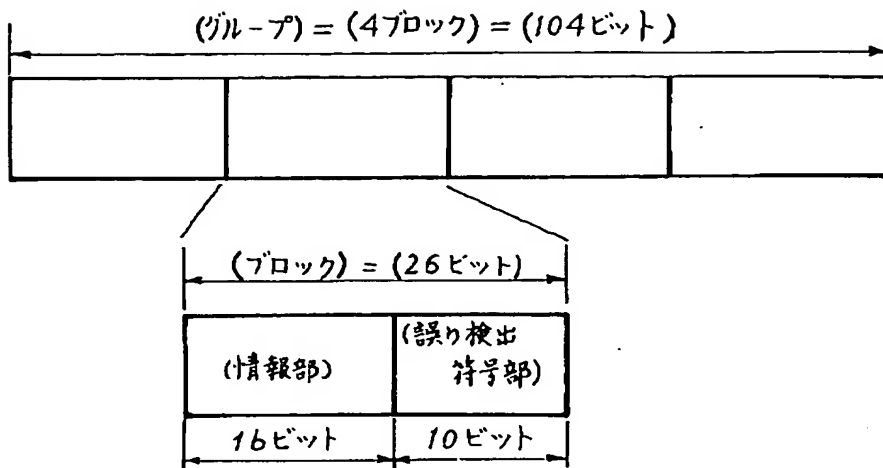 (グループ) = (4ブロック) = (104ビット)
(ブロック) = (26ビット)
(情報部)
(誤り検出
符号部)
16ビット
10ビット